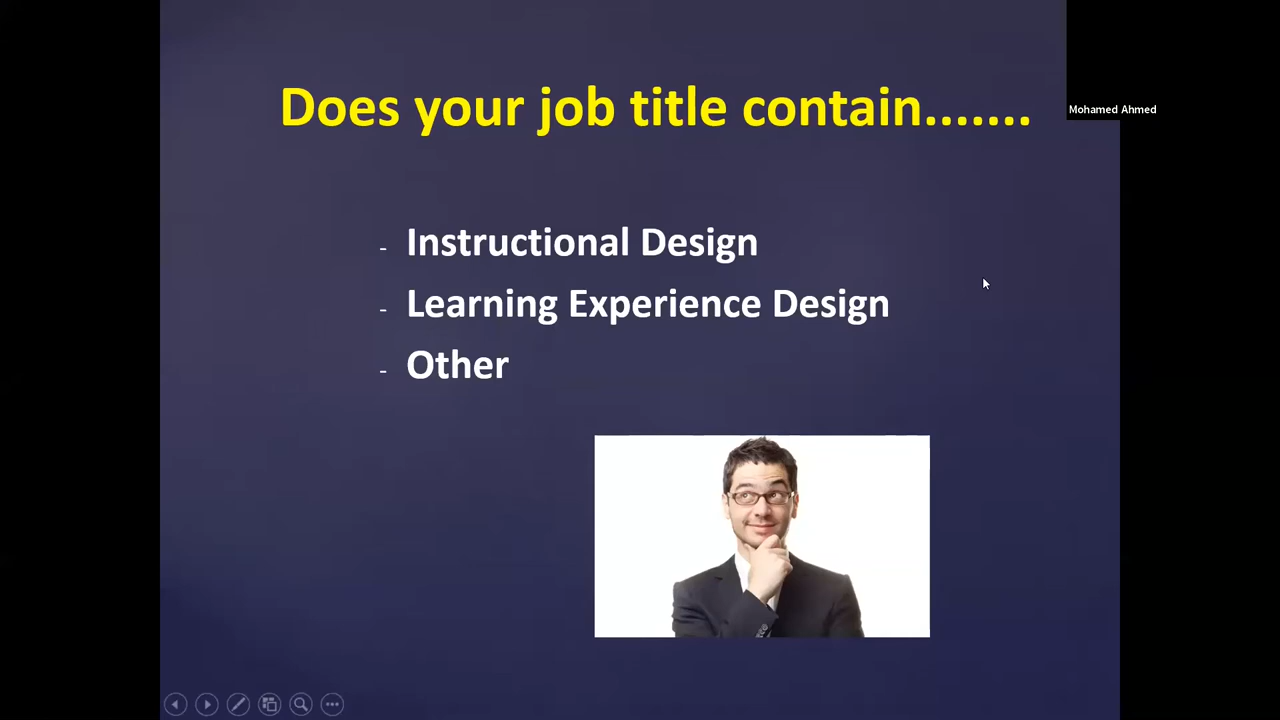 Does your job title contain.......
Mohamed Ahmed
- Instructional Design
- Learning Experience Design
- Other